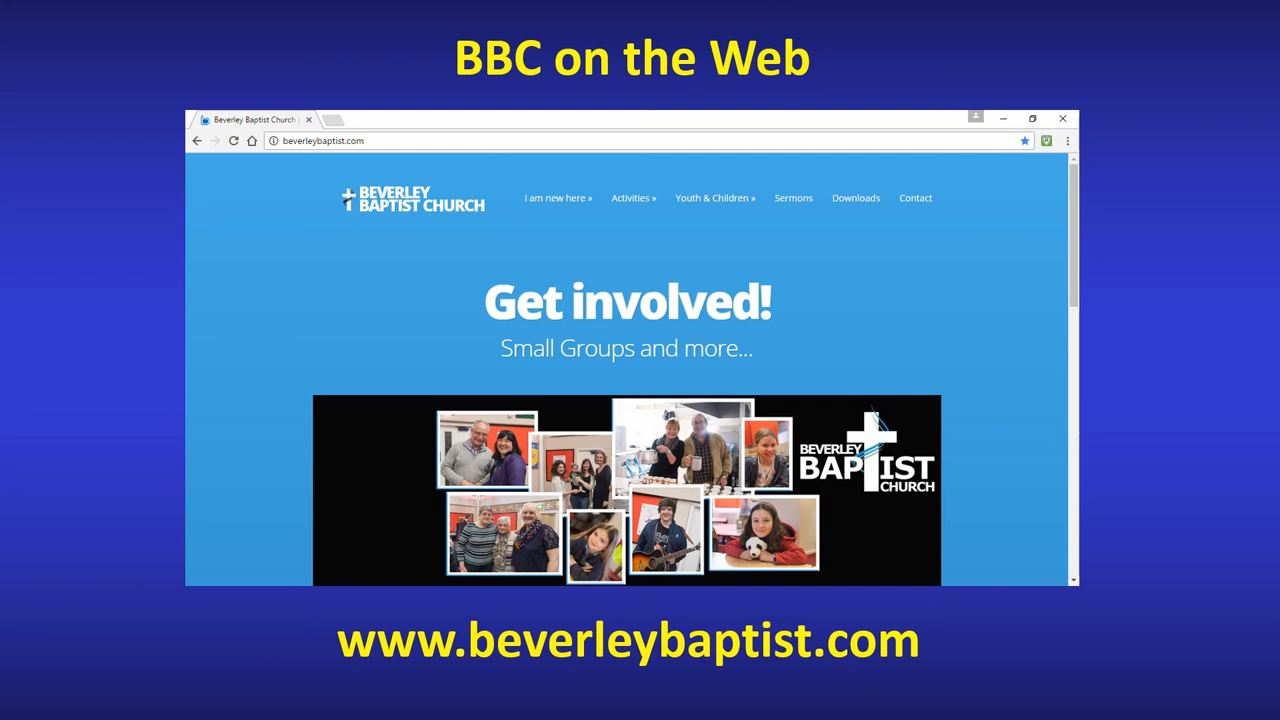 BBC on the Web
Beverley Baptist Church |
beverleybaptist.com
BEVERLEY
BAPTIST CHURCH
I am new here » Activities » Youth & Children » Sermons Downloads Contact
Get involved!
Small Groups and more...
BEVERLEY
BAPTIST
CHURCH
www.beverleybaptist.com